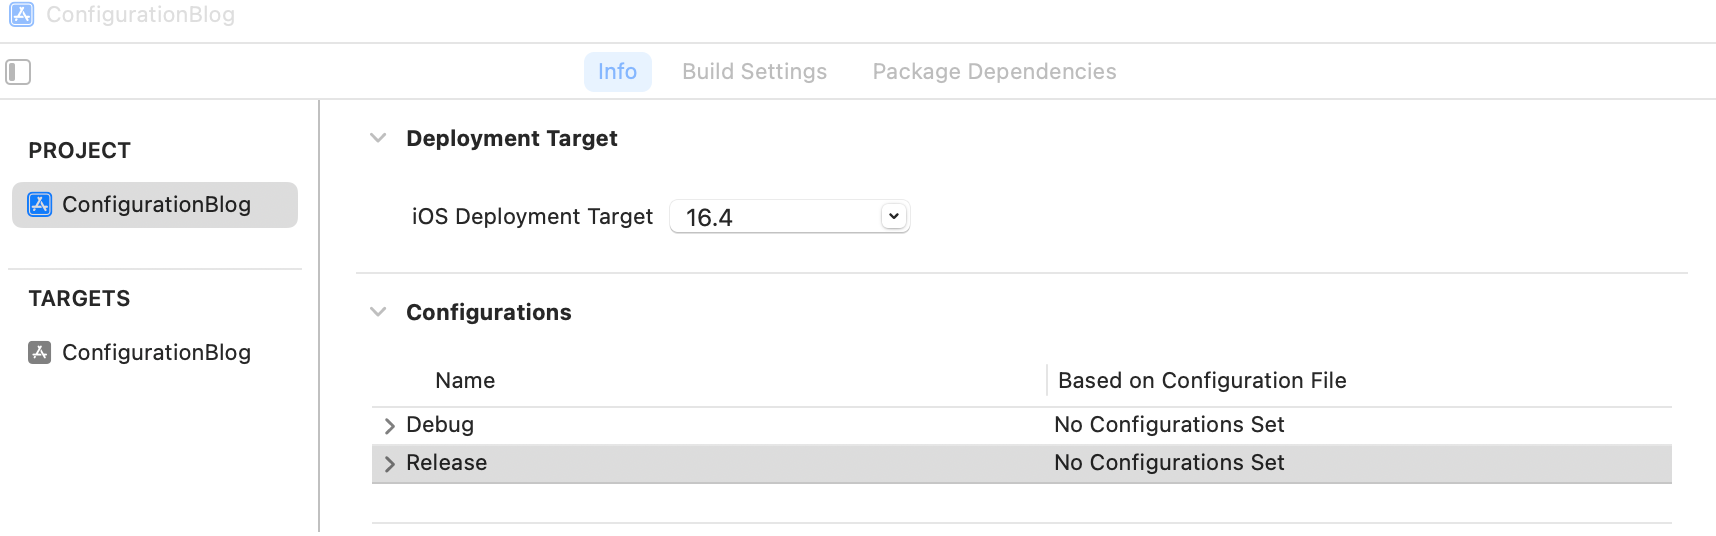 ConfigurationBlog
Info Build Settings Package Dependencies
PROJECT
ConfigurationBlog
TARGETS
ConfigurationBlog
Deployment Target
iOS Deployment Target 16.4
Configurations
Name Based on Configuration File
Debug No Configurations Set
Release No Configurations Set